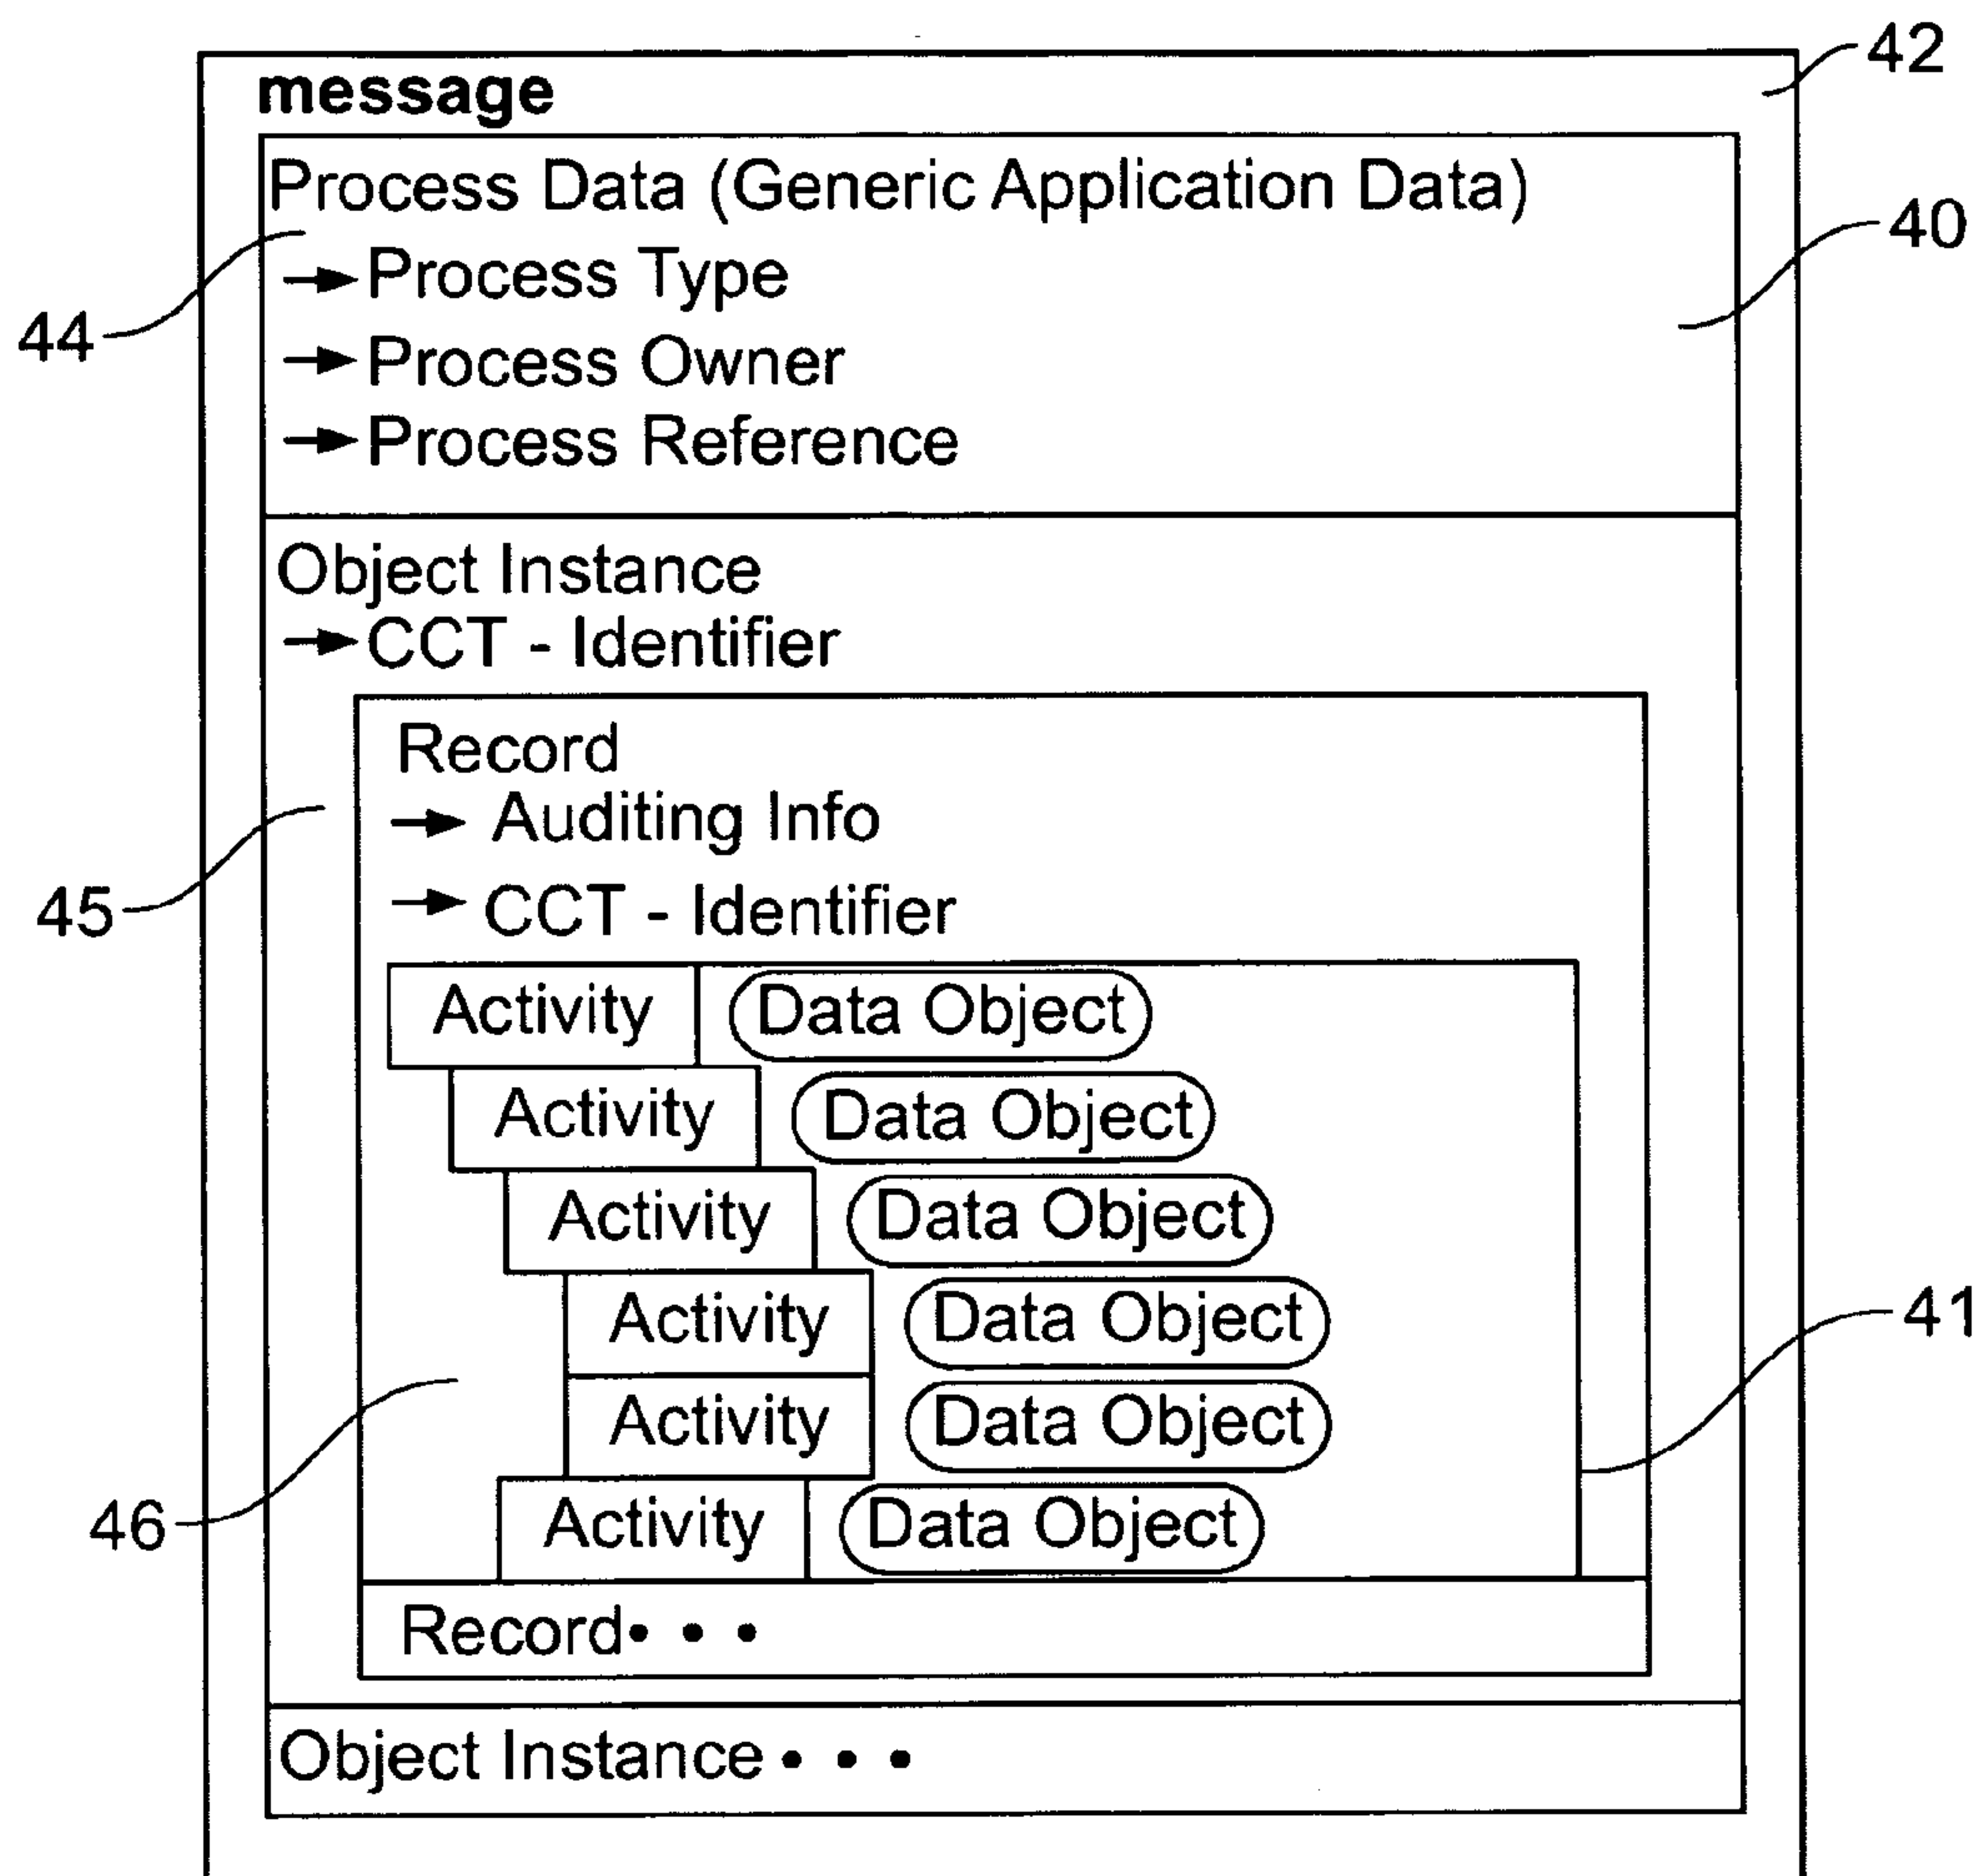 42
message
Process Data (Generic Application Data)
40
Process Type
44
Process Owner
Process Reference
Object Instance
CCT - Identifier
Record
Auditing Info
45
CCT - Identifier
Activity Data Object
Activity Data Object
Activity Data Object
Activity Data Object
41
Activity Data Object
46
Activity Data Object
Record• • •
Object Instance • • •